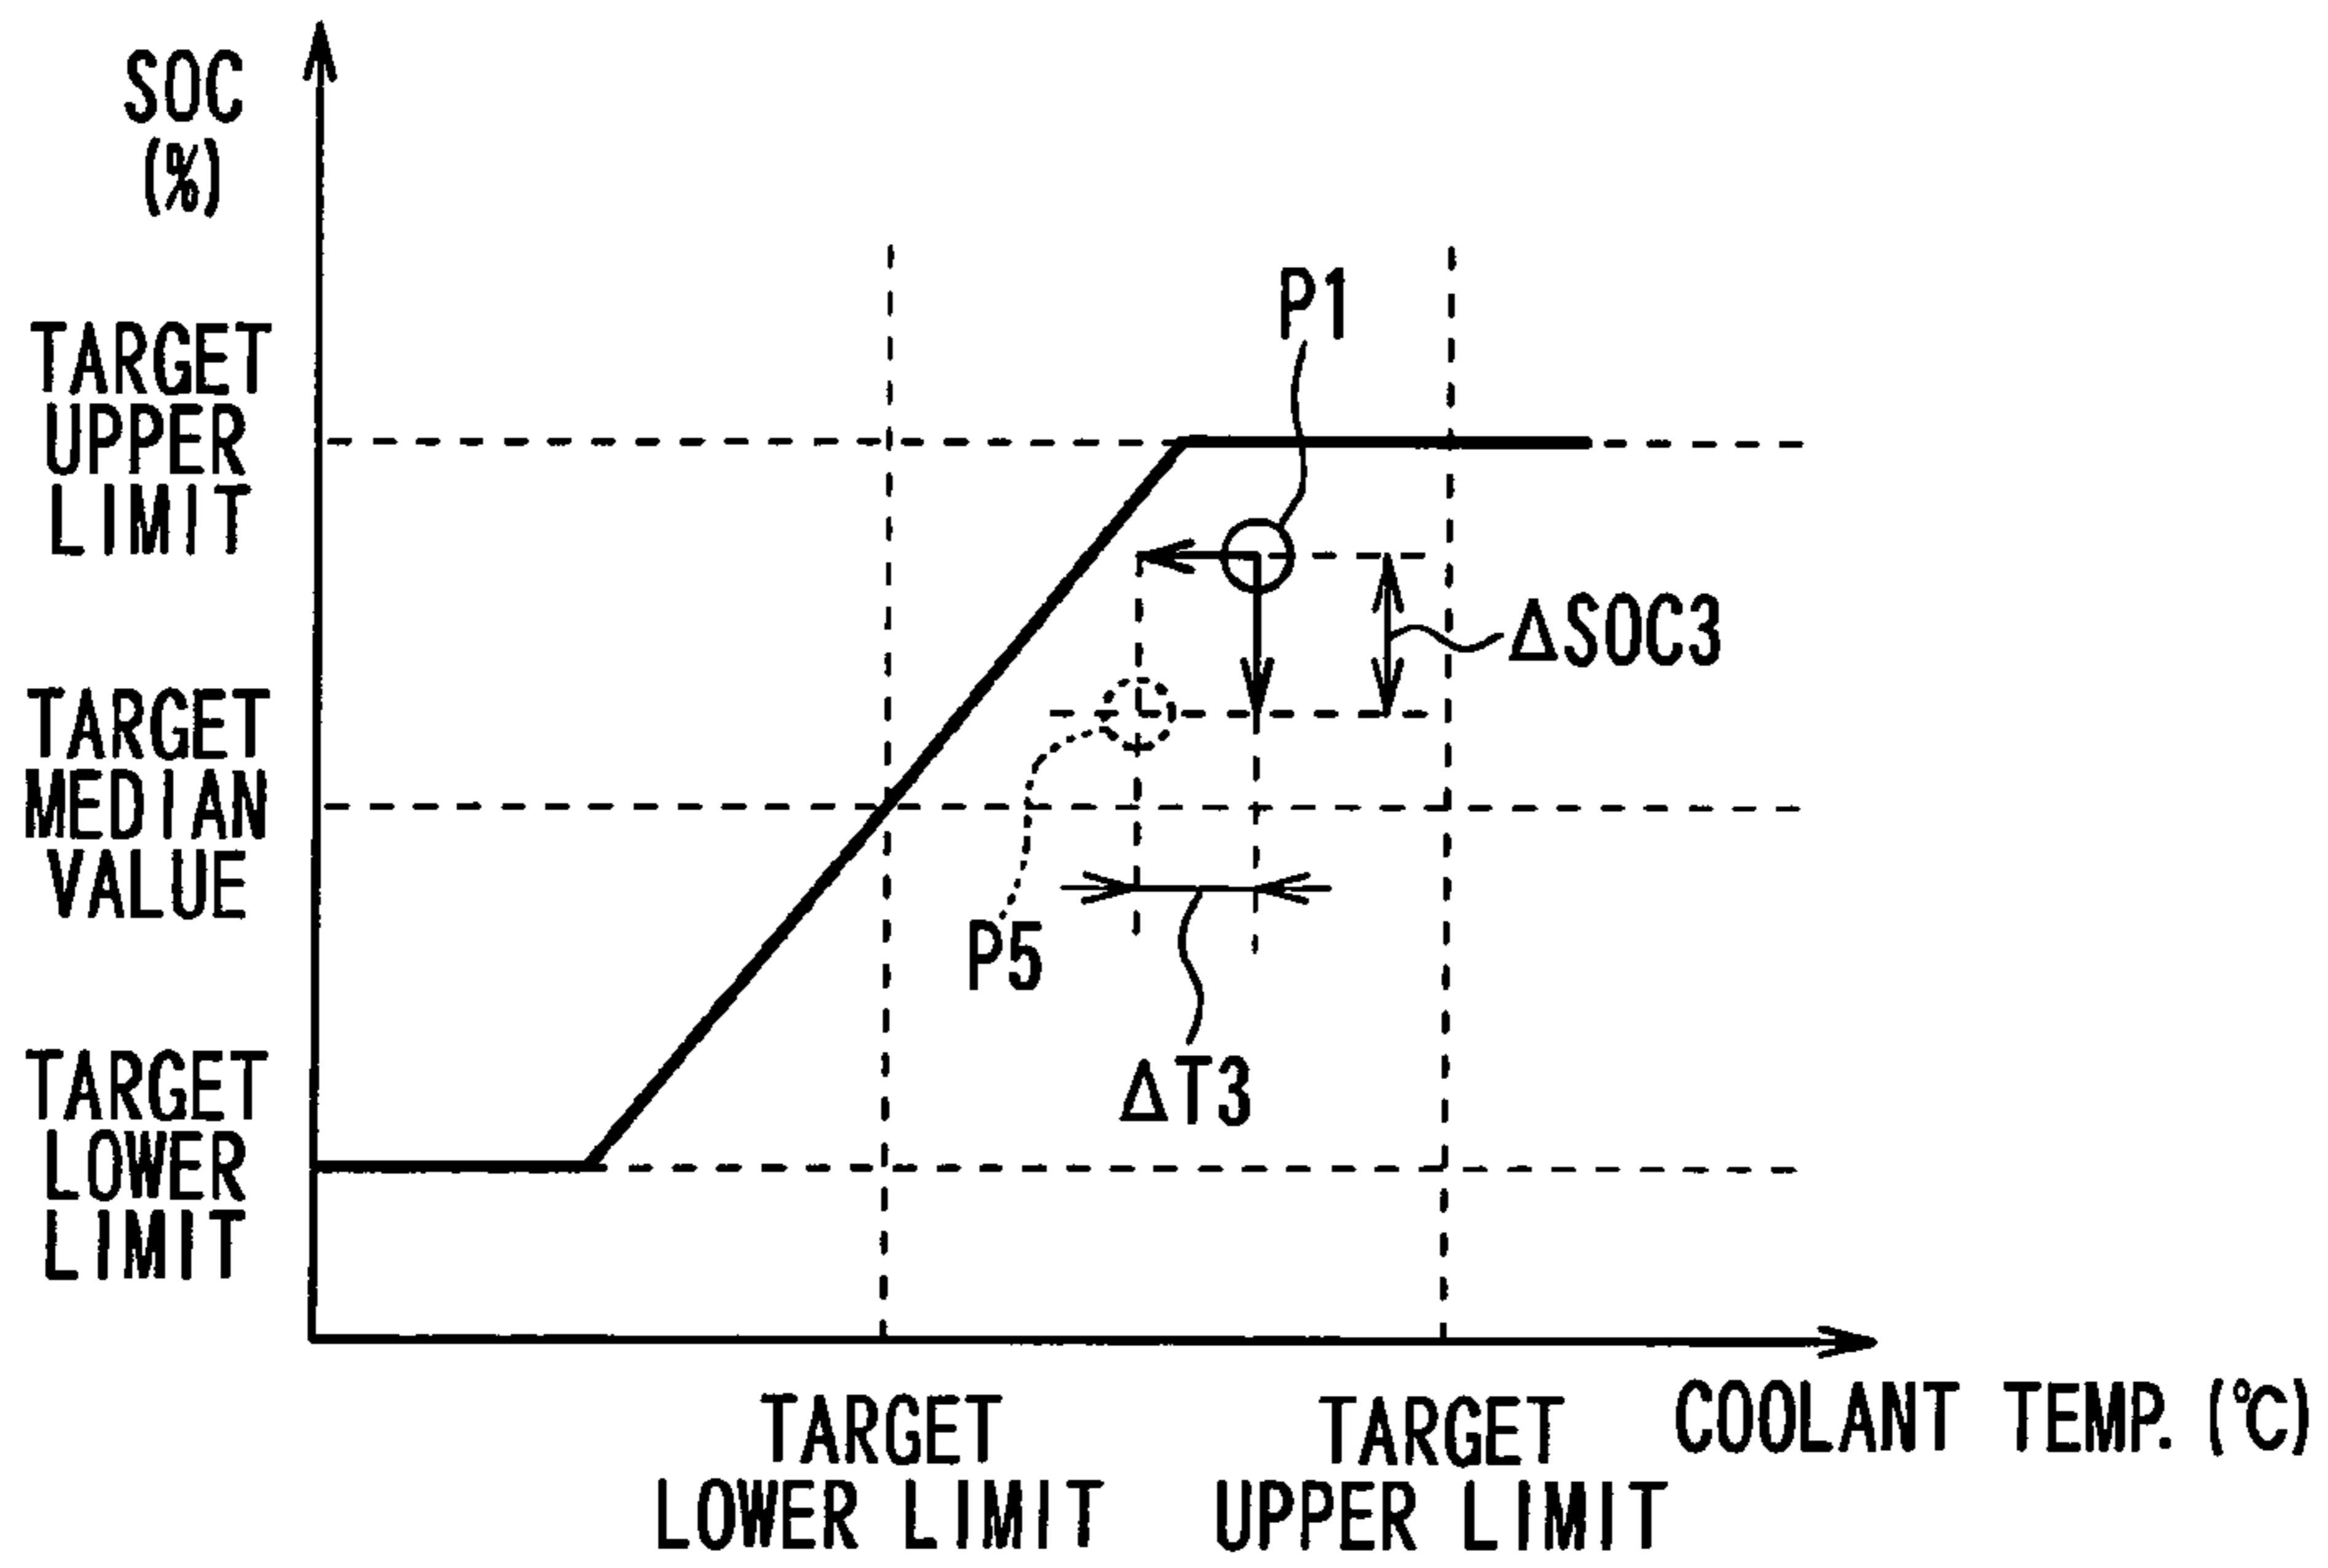 SOC
(%)
TARGET
UPPER
LIMIT
P1
ΔSOC3
TARGET
MEDIAN
VALUE
P5
ΔT3
TARGET
LOWER
LIMIT
TARGET
LOWER LIMIT
TARGET
UPPER LIMIT
COOLANT TEMP. (℃)